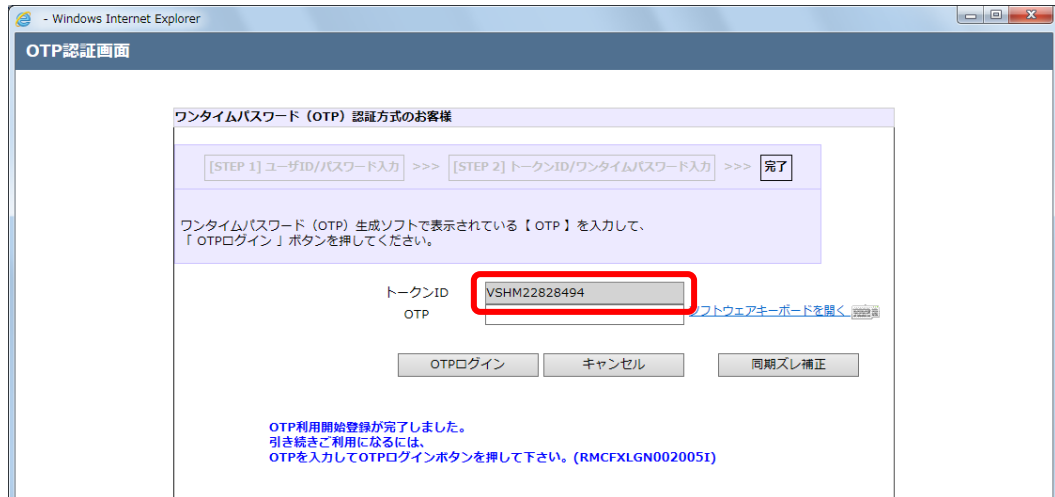 - Windows Internet Explorer
OTP認証画面
ワンタイムパスワード（OTP）認証方式のお客様
[STEP 1] ユーザID/パスワード入力 >>> [STEP 2] トークンID/ワンタイムパスワード入力 >>> 完了
ワンタイムパスワード（OTP）生成ソフトで表示されている【 OTP 】を入力して、
「 OTPログイン 」ボタンを押してください。
トークンID VSHM22828494
OTP ソフトウェアキーボードを開く
OTPログイン キャンセル 同期ズレ補正
OTP利用開始登録が完了しました。
引き続きご利用になるには、
OTPを入力してOTPログインボタンを押して下さい。(RMCFXLGN002005I)